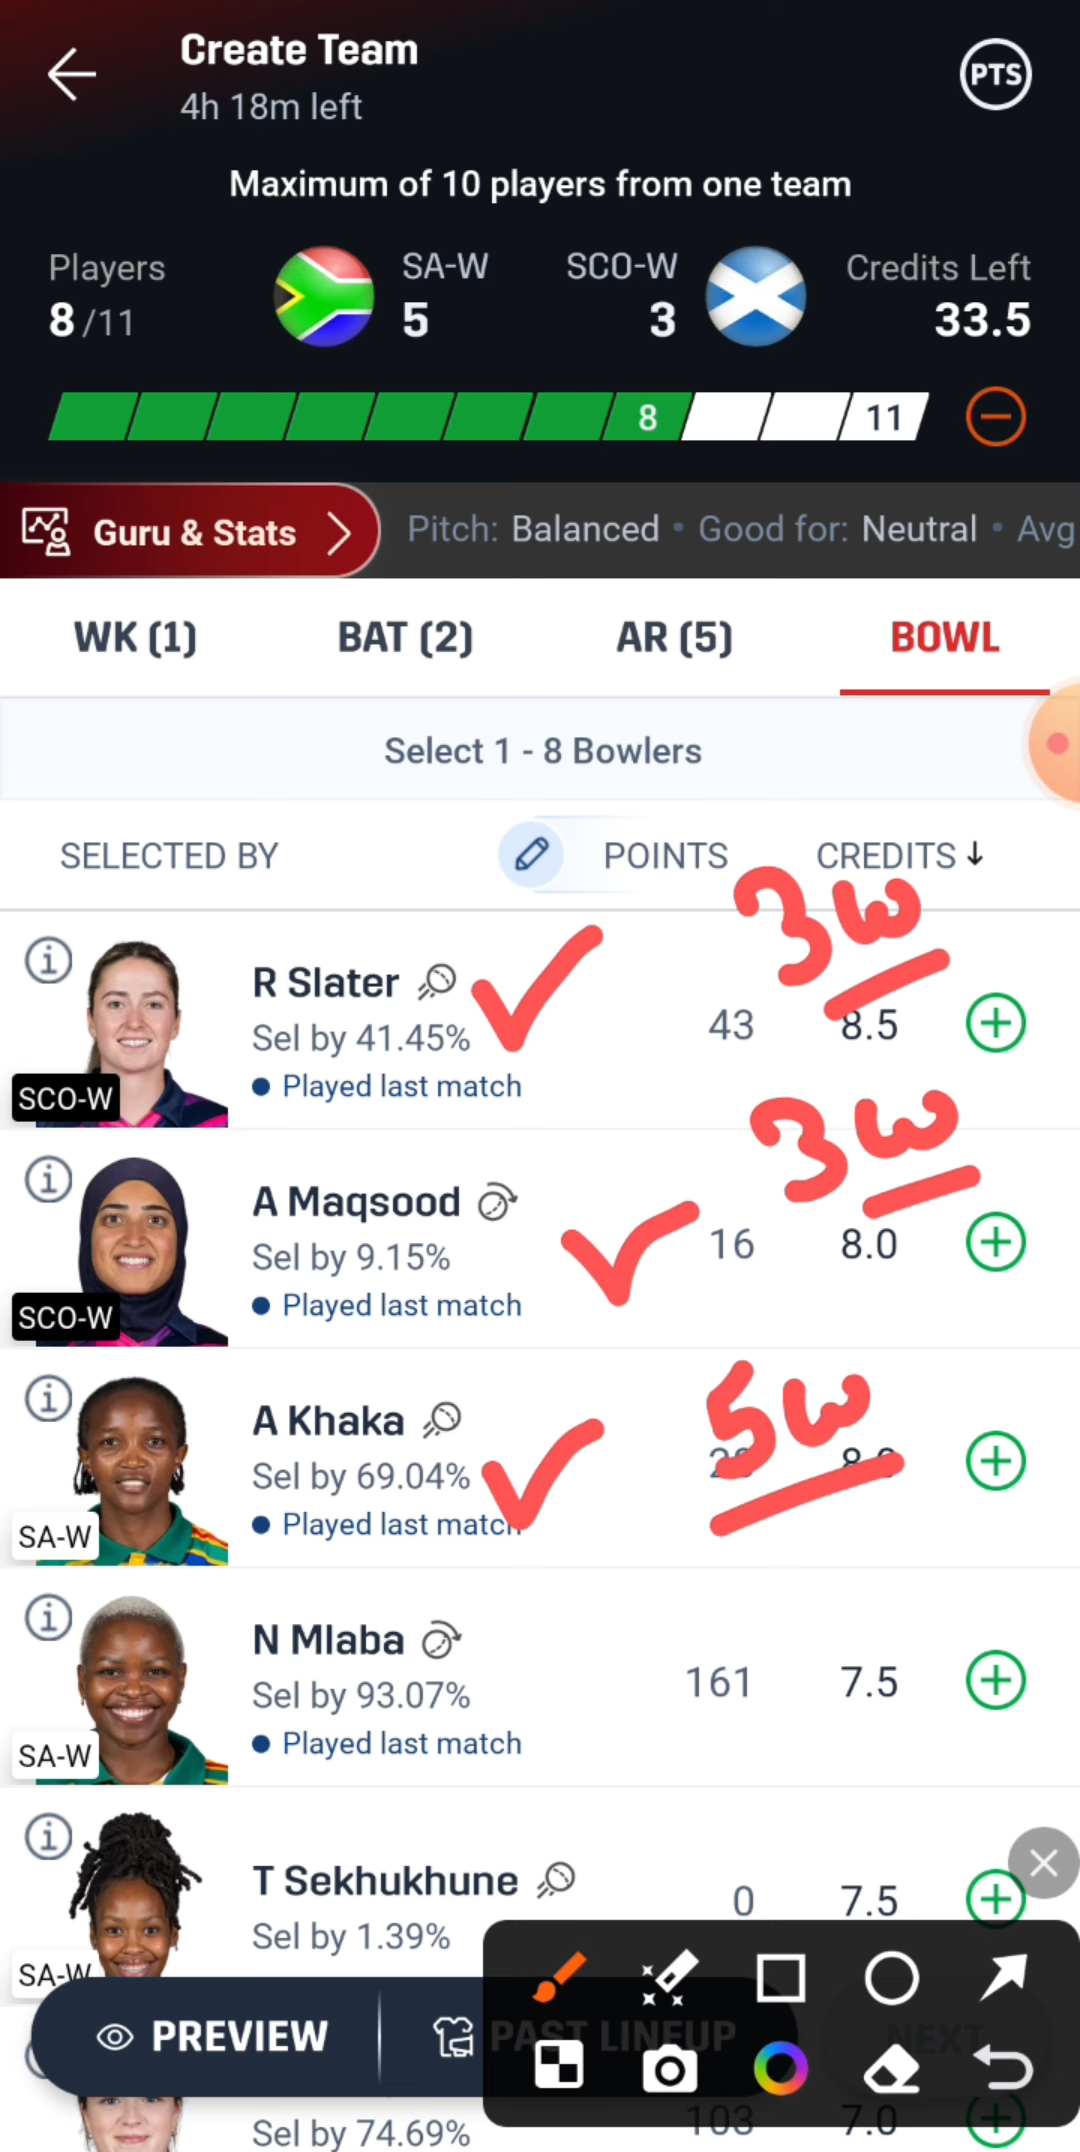 Create Team
4h 18m left
PTS
Maximum of 10 players from one team
Players SA-W SCO-W Credits Left
8/11 5 3 33.5
8 11
Guru & Stats Pitch: Balanced • Good for: Neutral • Avg
WK (1) BAT (2) AR (5) BOWL
Select 1 - 8 Bowlers
SELECTED BY POINTS CREDITS ↓
3w
R Slater
Sel by 41.45% 43 8.5
• Played last match
SCO-W
3w
A Maqsood
Sel by 9.15% 16 8.0
• Played last match
SCO-W
5w
A Khaka
Sel by 69.04%
• Played last match
SA-W
N Mlaba
Sel by 93.07% 161 7.5
• Played last match
SA-W
T Sekhukhune
Sel by 1.39% 0 7.5
SA-W
PREVIEW PAST LINEUP NEXT
Sel by 74.69% 103 7.0